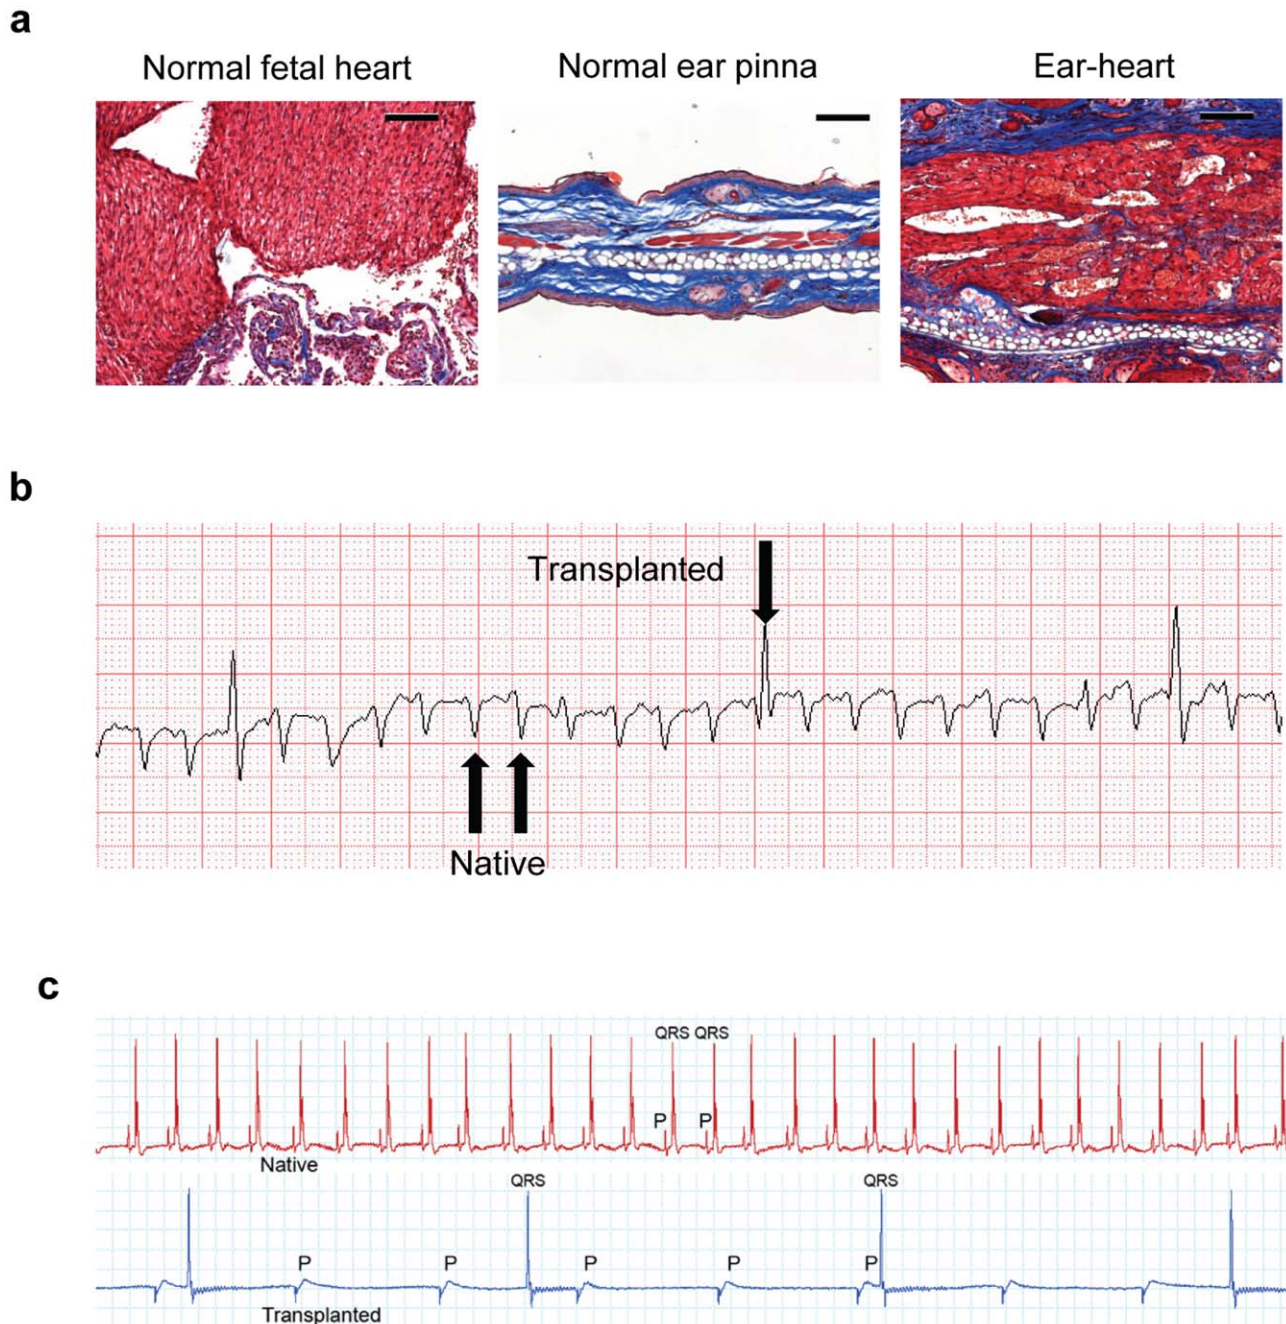 a
Normal fetal heart Normal ear pinna Ear-heart
b
Transplanted
Native
c
QRS QRS
P P
Native
QRS QRS
P P P P P
Transplanted